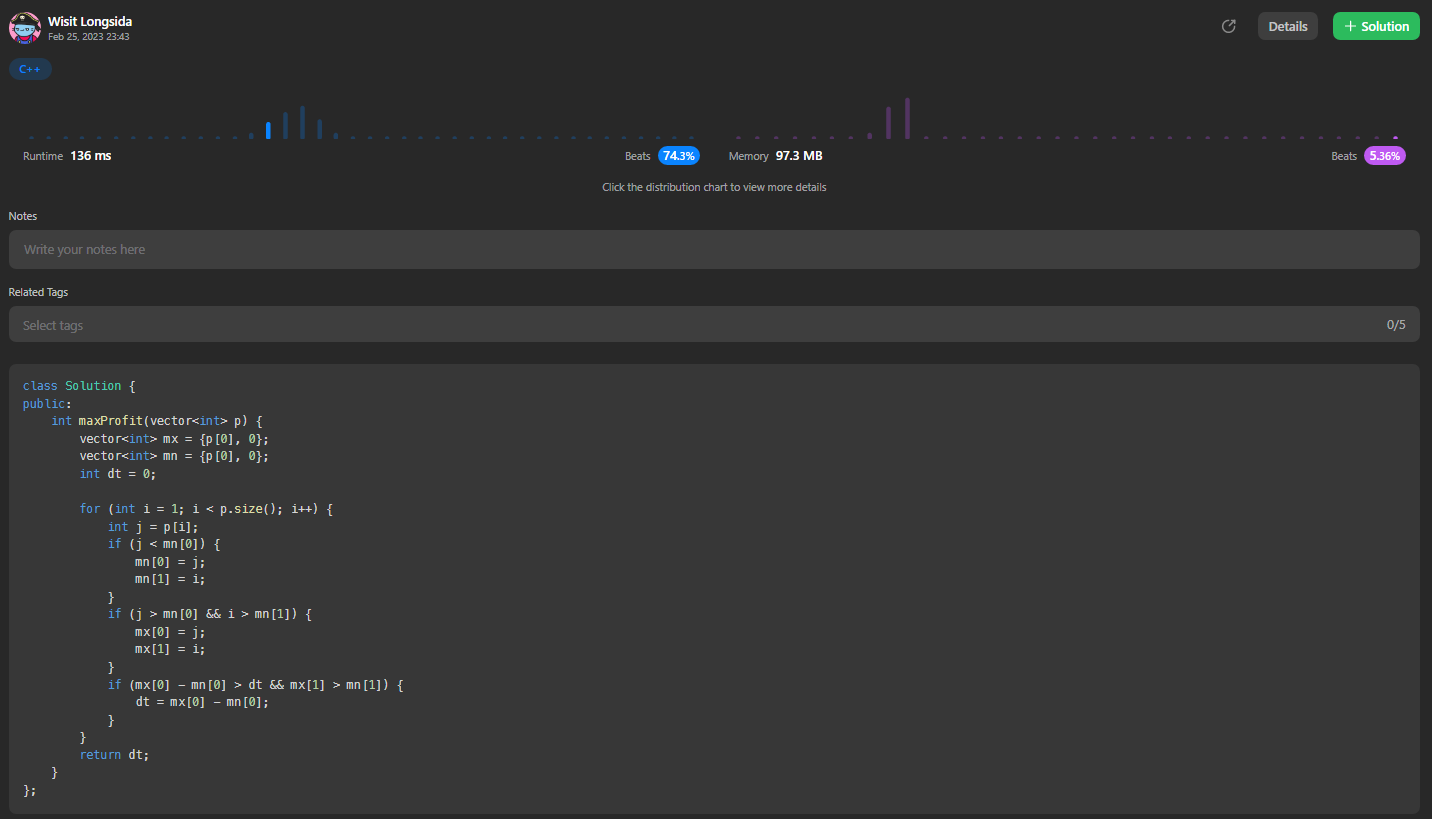 Wisit Longsida
Feb 25, 2023 23:43
Details
+ Solution
C++
Runtime 136 ms
Beats 74.3%
Memory 97.3 MB
Beats 5.36%
Click the distribution chart to view more details
Notes
Write your notes here
Related Tags
Select tags
0/5
class Solution {
public:
    int maxProfit(vector<int> p) {
        vector<int> mx = {p[0], 0};
        vector<int> mn = {p[0], 0};
        int dt = 0;

        for (int i = 1; i < p.size(); i++) {
            int j = p[i];
            if (j < mn[0]) {
                mn[0] = j;
                mn[1] = i;
            }
            if (j > mn[0] && i > mn[1]) {
                mx[0] = j;
                mx[1] = i;
            }
            if (mx[0] - mn[0] > dt && mx[1] > mn[1]) {
                dt = mx[0] - mn[0];
            }
        }
        return dt;
    }
};